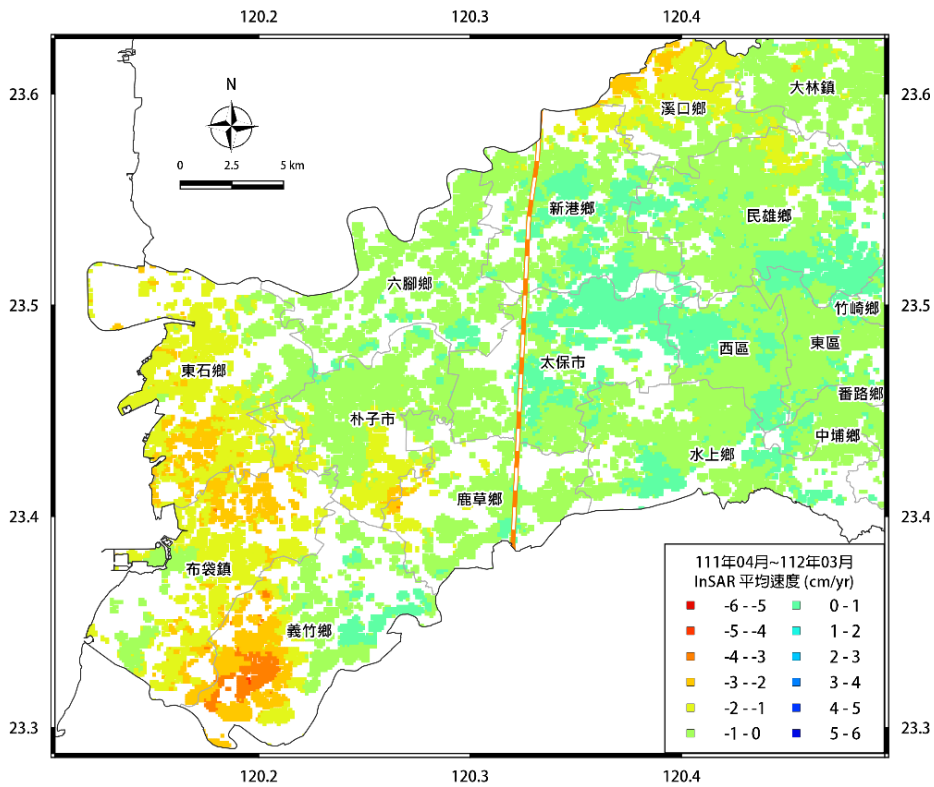 120.2 120.3 120.4
23.6 23.6
N
0 2.5 5 km
大林鎮
溪口鄉
新港鄉
民雄鄉
六腳鄉
23.5 23.5
竹崎鄉
東區
西區
太保市
東石鄉
番路鄉
朴子市
中埔鄉
水上鄉
鹿草鄉
23.4 23.4
布袋鎮
義竹鄉
111年04月~112年03月
InSAR 平均速度 (cm/yr)
-6 - -5 0 - 1
-5 - -4 1 - 2
-4 - -3 2 - 3
-3 - -2 3 - 4
-2 - -1 4 - 5
-1 - 0 5 - 6
23.3 23.3
120.2 120.3 120.4